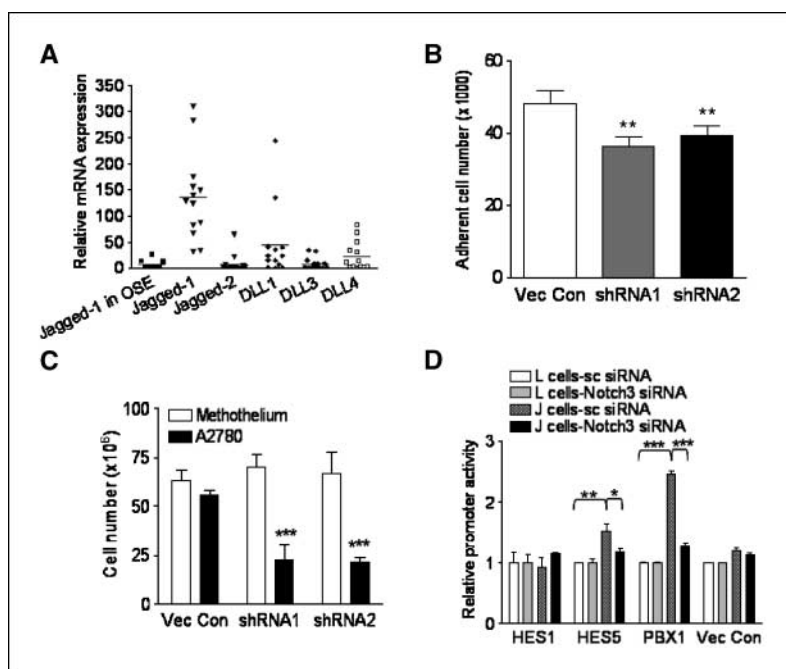 A
Relative mRNA expression
350
300
250
200
150
100
50
0
Jagged-1 in OSE
Jagged-1
Jagged-2
DLL1
DLL3
DLL4
B
Adherent cell number (x1000)
60
40
20
0
**
**
Vec Con
shRNA1
shRNA2
C
Cell number (x10⁶)
100
75
50
25
0
Methothelium
A2780
***
***
Vec Con
shRNA1
shRNA2
D
L cells-sc siRNA
L cells-Notch3 siRNA
J cells-sc siRNA
J cells-Notch3 siRNA
Relative promoter activity
3
2
1
0
**
*
***
***
HES1
HES5
PBX1
Vec Con